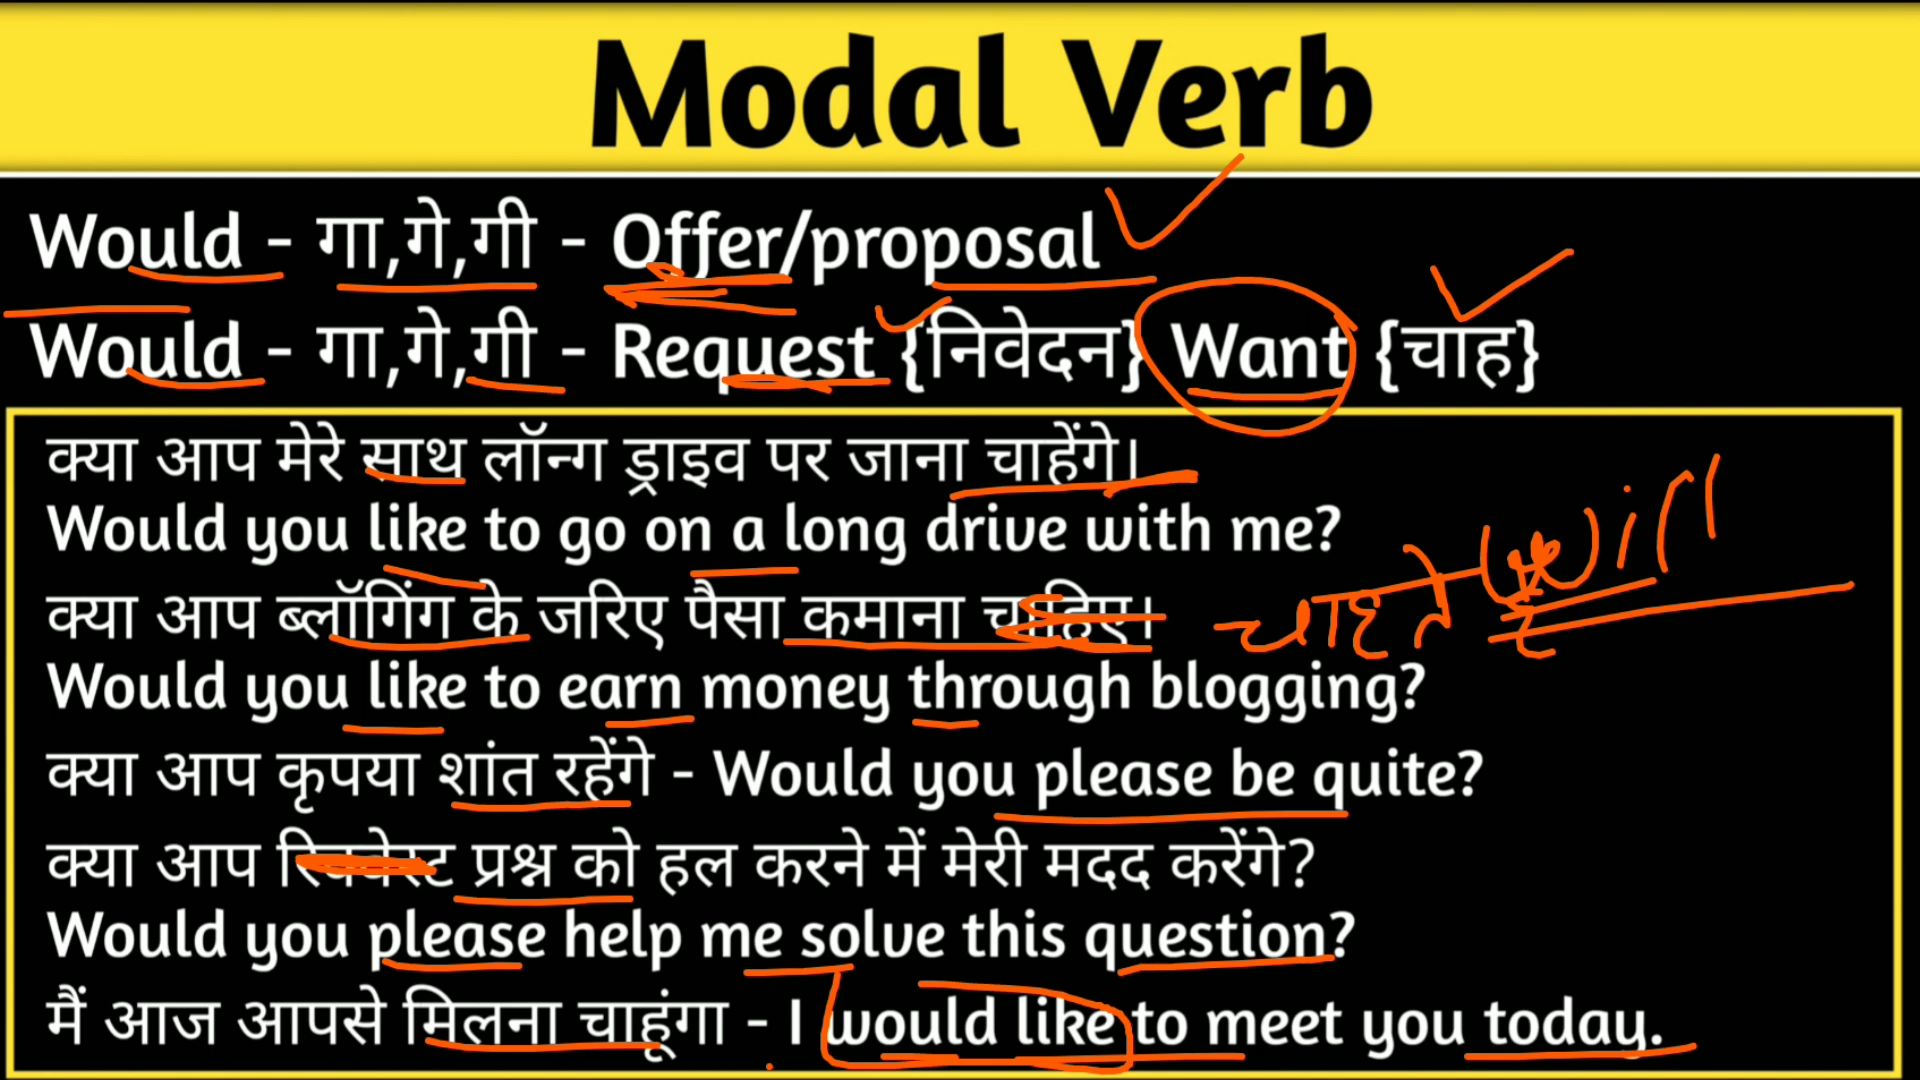 Modal Verb
Would - गा,गे,गी - Offer/proposal
Would - गा,गे,गी - Request {निवेदन} Want {चाह}
क्या आप मेरे साथ लॉन्ग ड्राइव पर जाना चाहेंगे।
Would you like to go on a long drive with me?
क्या आप ब्लॉगिंग के जरिए पैसा कमाना चाहिए।
चाहते will
Would you like to earn money through blogging?
क्या आप कृपया शांत रहेंगे - Would you please be quite?
क्या आप रिक्वेस्ट प्रश्न को हल करने में मेरी मदद करेंगे?
Would you please help me solve this question?
मैं आज आपसे मिलना चाहूंगा - I would like to meet you today.